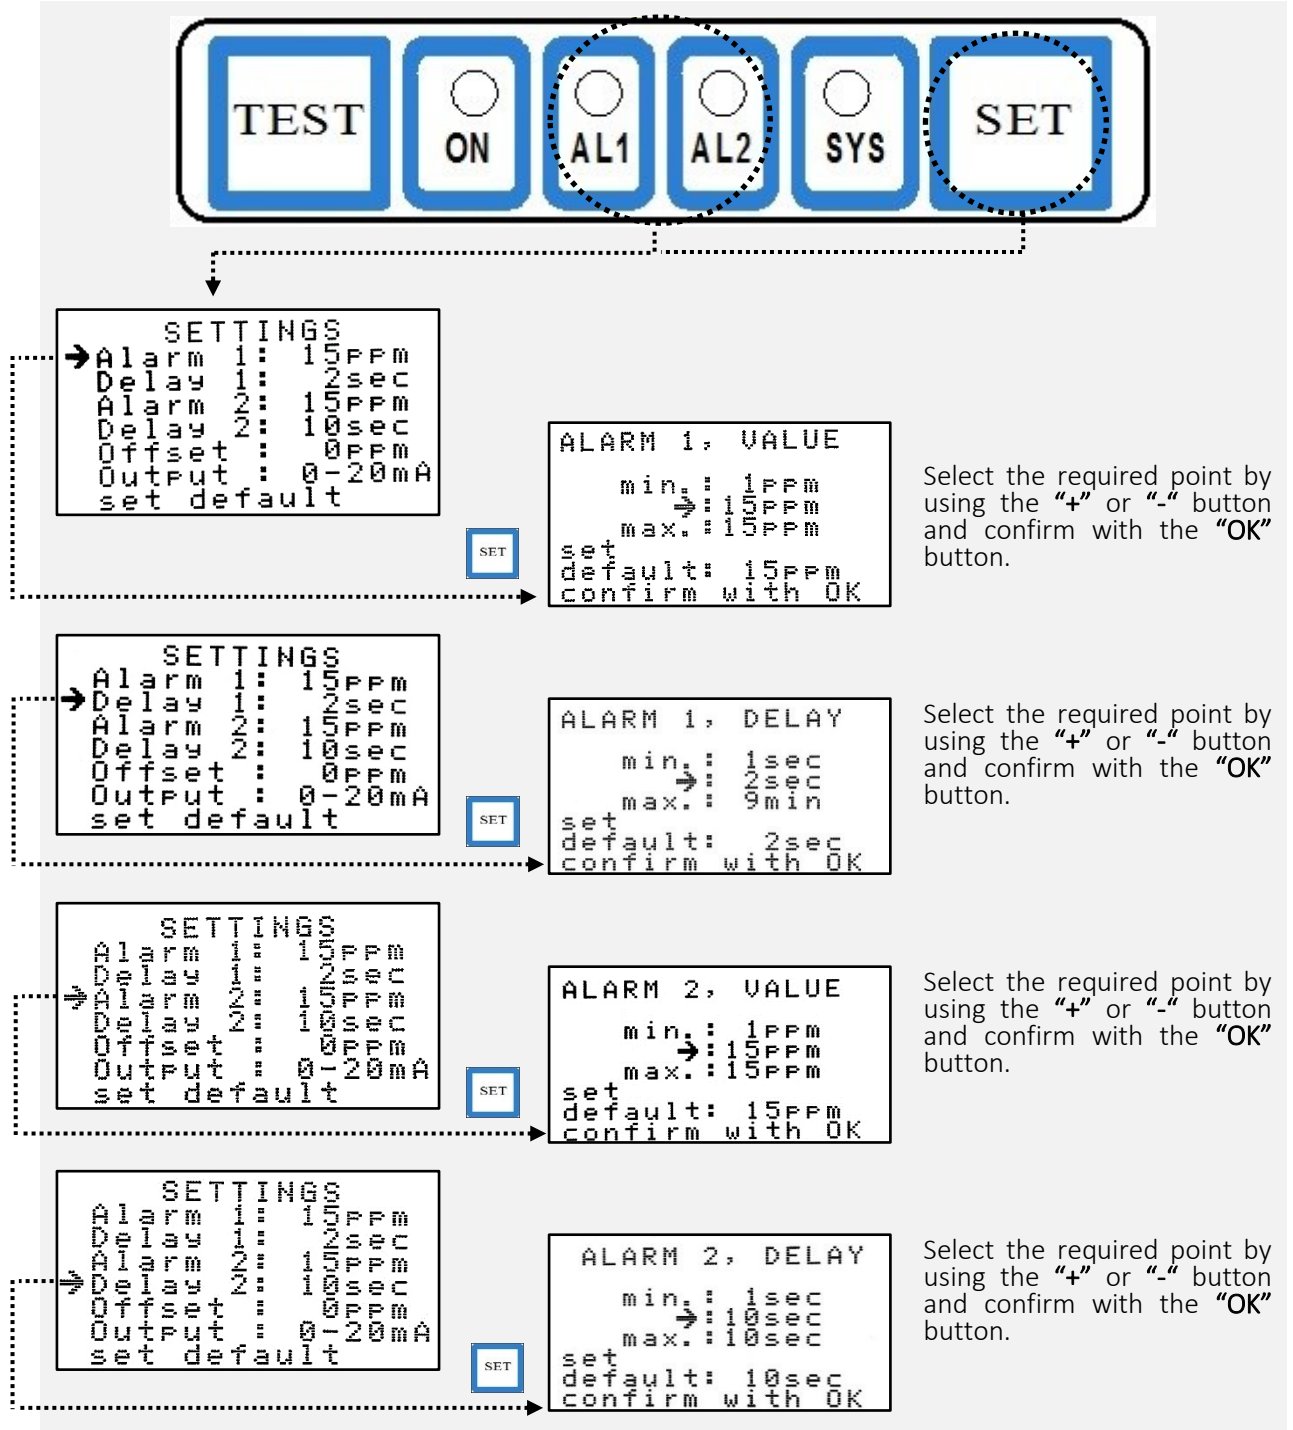 TEST
ON
AL1
AL2
SYS
SET
SETTINGS
Alarm 1: 15ppm
Delay 1: 2sec
Alarm 2: 15ppm
Delay 2: 10sec
Offset : 0ppm
Output : 0-20mA
set default
SET
ALARM 1, VALUE
min.: 1ppm
:15ppm
max.:15ppm
set
default: 15ppm
confirm with OK
Select the required point by
using the “+” or “-“ button
and confirm with the “OK”
button.
SETTINGS
Alarm 1: 15ppm
Delay 1: 2sec
Alarm 2: 15ppm
Delay 2: 10sec
Offset : 0ppm
Output : 0-20mA
set default
SET
ALARM 1, DELAY
min.: 1sec
: 2sec
max.: 9min
set
default: 2sec
confirm with OK
Select the required point by
using the “+” or “-“ button
and confirm with the “OK”
button.
SETTINGS
Alarm 1: 15ppm
Delay 1: 2sec
Alarm 2: 15ppm
Delay 2: 10sec
Offset : 0ppm
Output : 0-20mA
set default
SET
ALARM 2, VALUE
min.: 1ppm
:15ppm
max.:15ppm
set
default: 15ppm
confirm with OK
Select the required point by
using the “+” or “-“ button
and confirm with the “OK”
button.
SETTINGS
Alarm 1: 15ppm
Delay 1: 2sec
Alarm 2: 15ppm
Delay 2: 10sec
Offset : 0ppm
Output : 0-20mA
set default
SET
ALARM 2, DELAY
min.: 1sec
:10sec
max.:10sec
set
default: 10sec
confirm with OK
Select the required point by
using the “+” or “-“ button
and confirm with the “OK”
button.